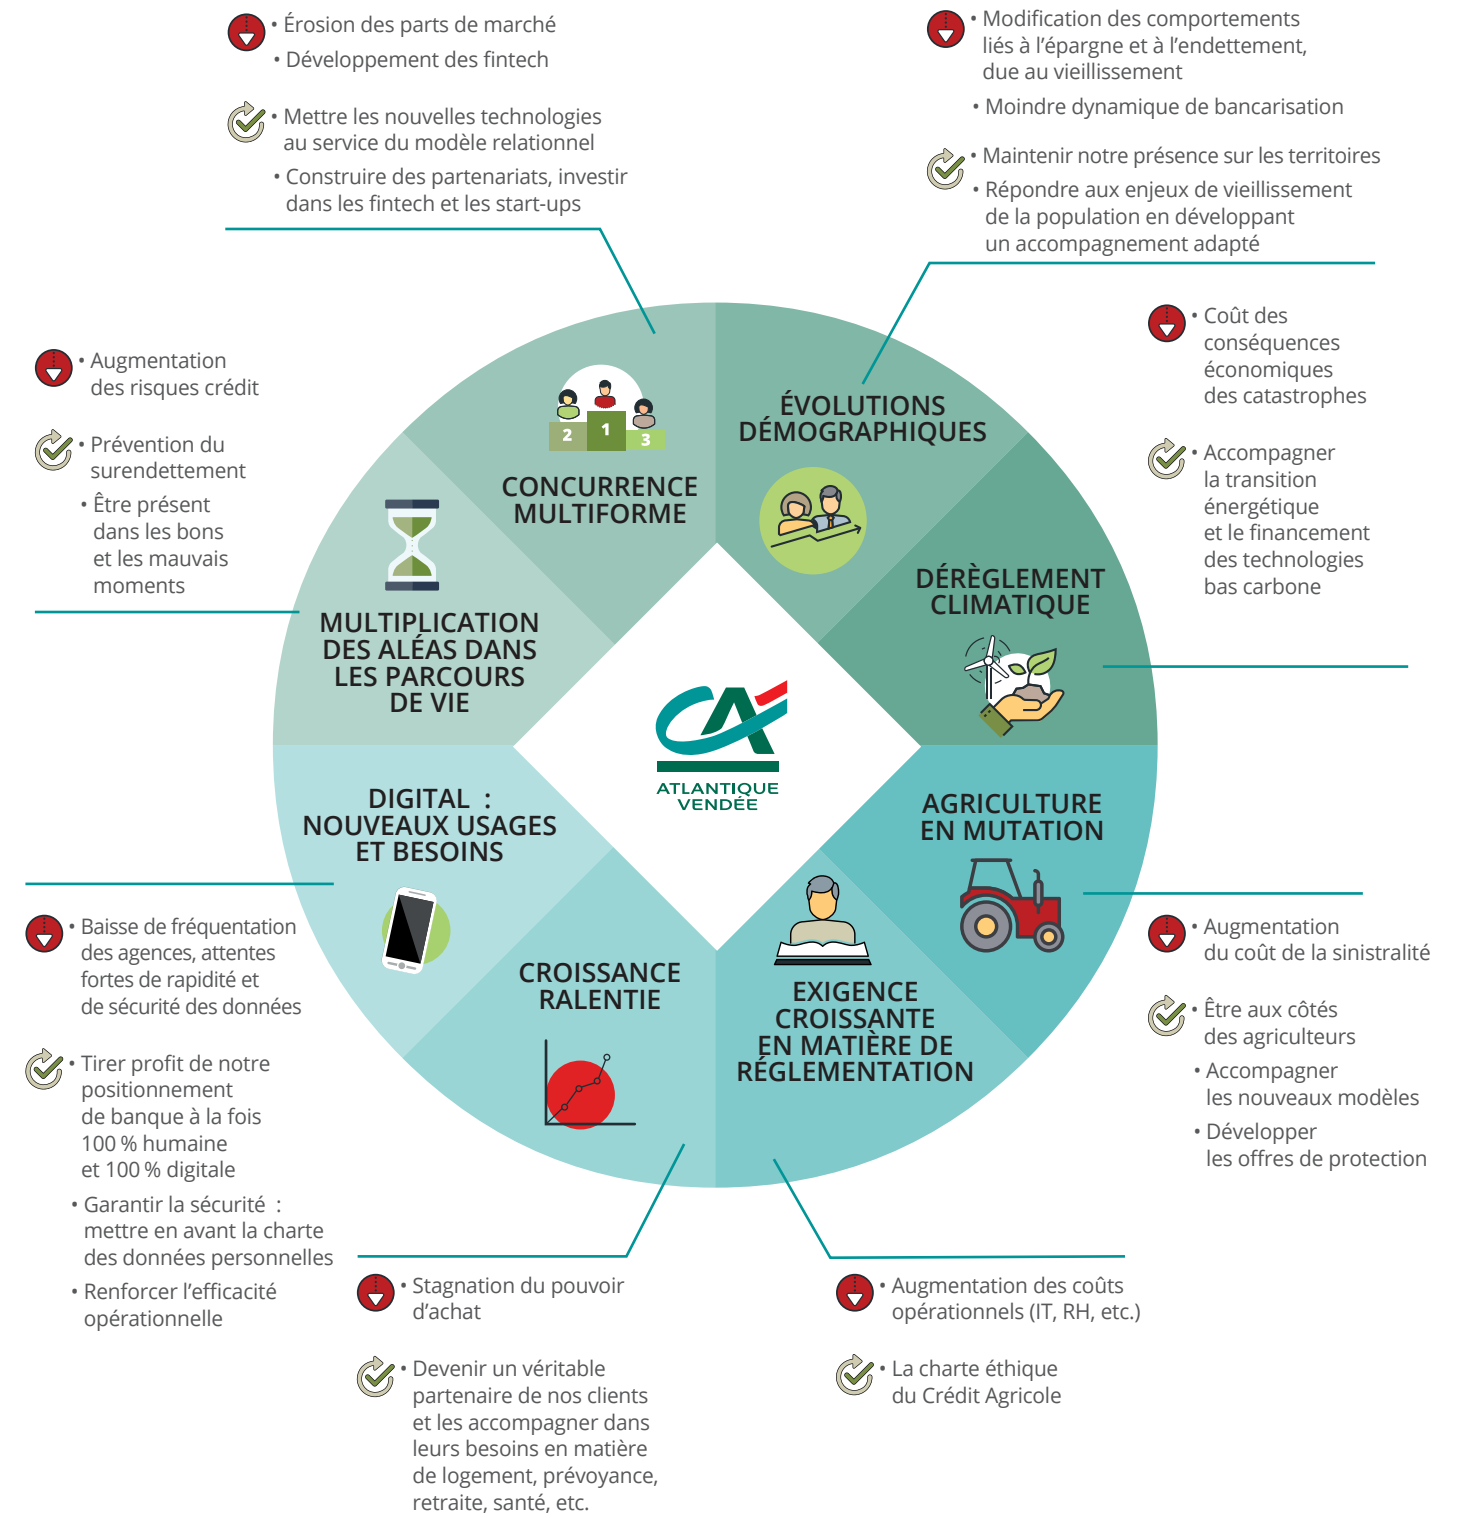 • Érosion des parts de marché
• Développement des fintech
• Mettre les nouvelles technologies
au service du modèle relationnel
• Construire des partenariats, investir
dans les fintech et les start-ups
• Modification des comportements
liés à l'épargne et à l'endettement,
due au vieillissement
• Moindre dynamique de bancarisation
• Maintenir notre présence sur les territoires
• Répondre aux enjeux de vieillissement
de la population en développant
un accompagnement adapté
• Augmentation
des risques crédit
• Prévention du
surendettement
• Être présent
dans les bons
et les mauvais
moments
• Coût des
conséquences
économiques
des catastrophes
• Accompagner
la transition
énergétique
et le financement
des technologies
bas carbone
2
1
3
CONCURRENCE
MULTIFORME
ÉVOLUTIONS
DÉMOGRAPHIQUES
MULTIPLICATION
DES ALÉAS DANS
LES PARCOURS
DE VIE
DÉRÈGLEMENT
CLIMATIQUE
CA
ATLANTIQUE
VENDÉE
DIGITAL :
NOUVEAUX USAGES
ET BESOINS
AGRICULTURE
EN MUTATION
CROISSANCE
RALENTIE
EXIGENCE
CROISSANTE
EN MATIÈRE DE
RÉGLEMENTATION
• Baisse de fréquentation
des agences, attentes
fortes de rapidité et
de sécurité des données
• Tirer profit de notre
positionnement
de banque à la fois
100 % humaine
et 100 % digitale
• Garantir la sécurité :
mettre en avant la charte
des données personnelles
• Renforcer l'efficacité
opérationnelle
• Augmentation
du coût de la sinistralité
• Être aux côtés
des agriculteurs
• Accompagner
les nouveaux modèles
• Développer
les offres de protection
• Stagnation du pouvoir
d'achat
• Devenir un véritable
partenaire de nos clients
et les accompagner dans
leurs besoins en matière
de logement, prévoyance,
retraite, santé, etc.
• Augmentation des coûts
opérationnels (IT, RH, etc.)
• La charte éthique
du Crédit Agricole